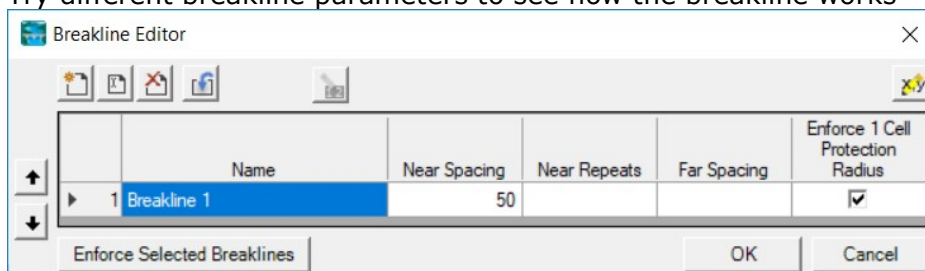 Try different breakline parameters to see how the breakline works
Breakline Editor
x,y
Name
Near Spacing
Near Repeats
Far Spacing
Enforce 1 Cell
Protection
Radius
1 Breakline 1
50
Enforce Selected Breaklines
OK
Cancel